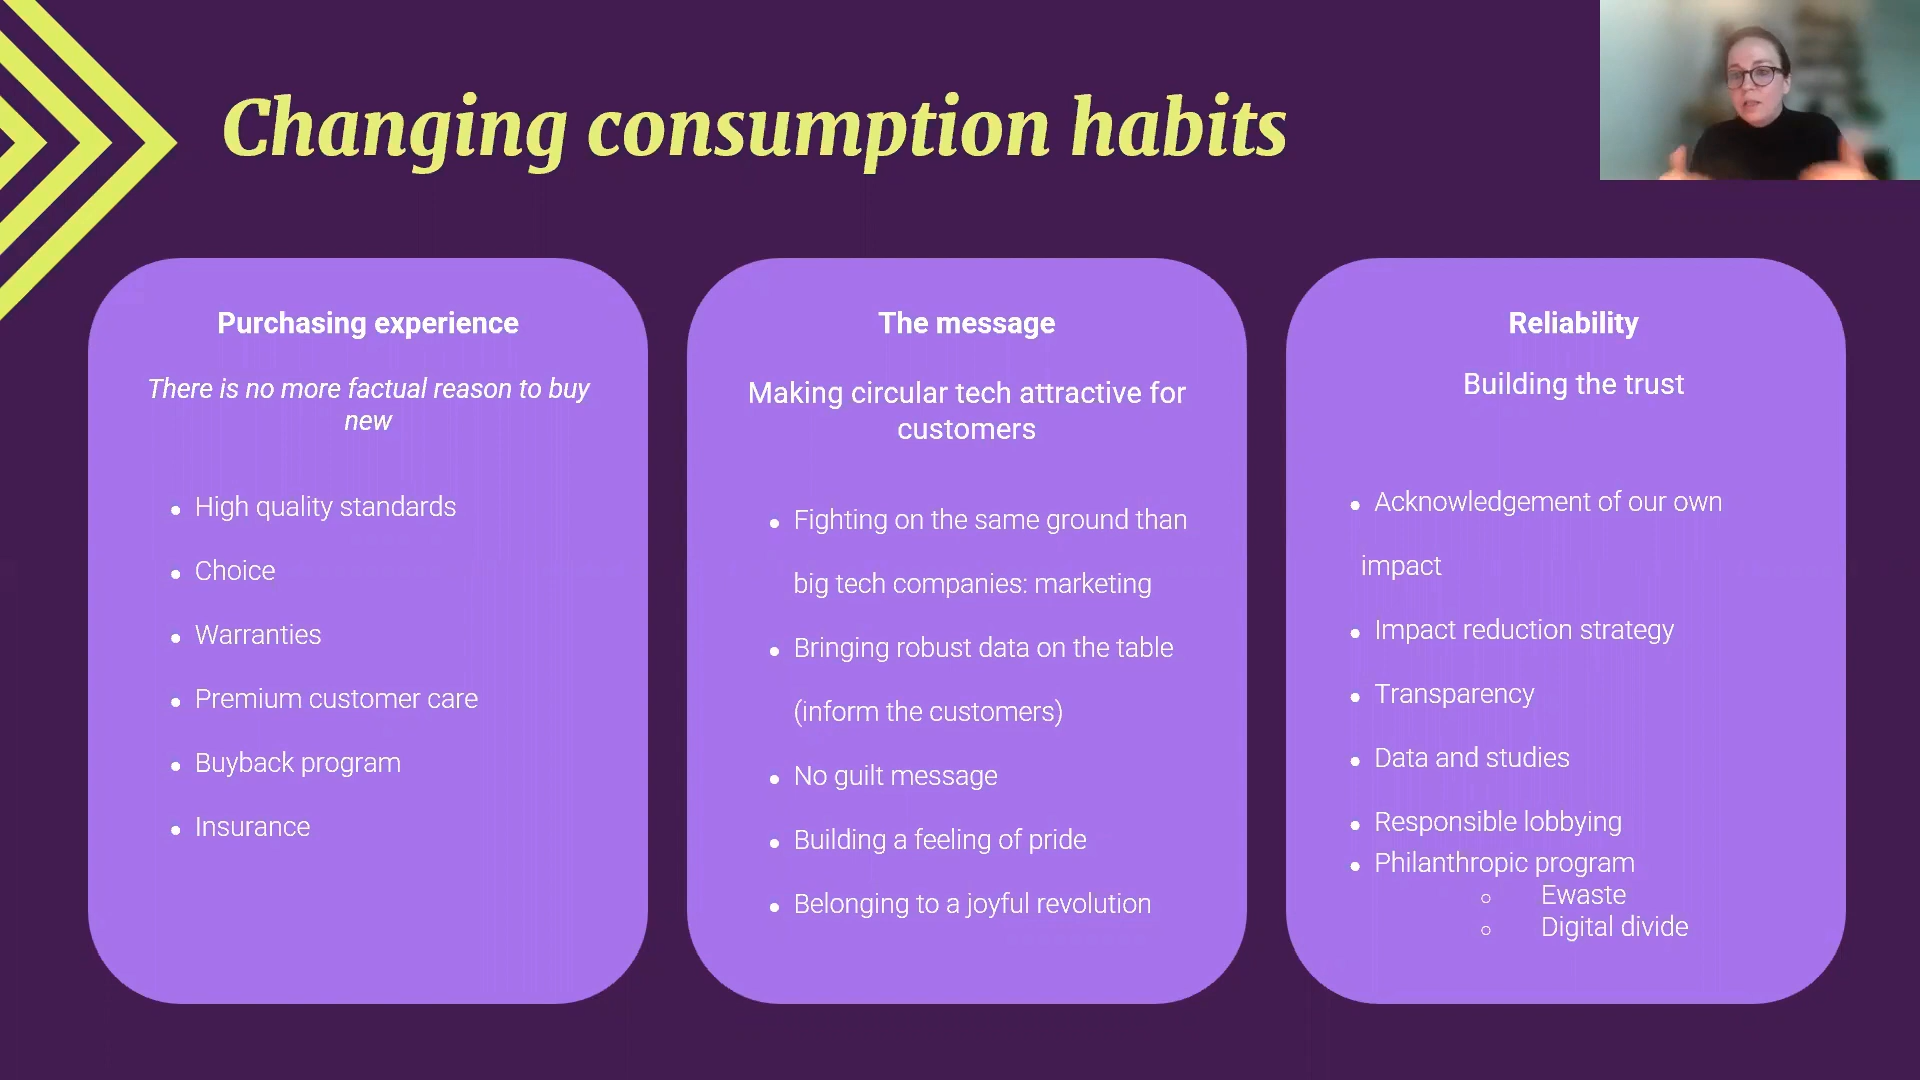 Changing consumption habits
Purchasing experience
There is no more factual reason to buy
new
• High quality standards
• Choice
• Warranties
• Premium customer care
• Buyback program
• Insurance
The message
Making circular tech attractive for
customers
• Fighting on the same ground than
big tech companies: marketing
• Bringing robust data on the table
(inform the customers)
• No guilt message
• Building a feeling of pride
• Belonging to a joyful revolution
Reliability
Building the trust
• Acknowledgement of our own
impact
• Impact reduction strategy
• Transparency
• Data and studies
• Responsible lobbying
• Philanthropic program
○ Ewaste
○ Digital divide